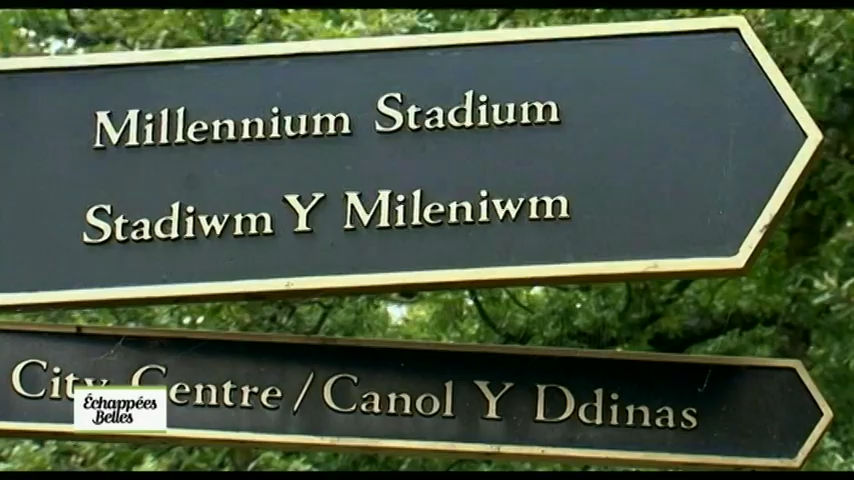 Millennium Stadium
Stadiwm Y Mileniwm
City Centre / Canol Y Ddinas
Échappées
Belles